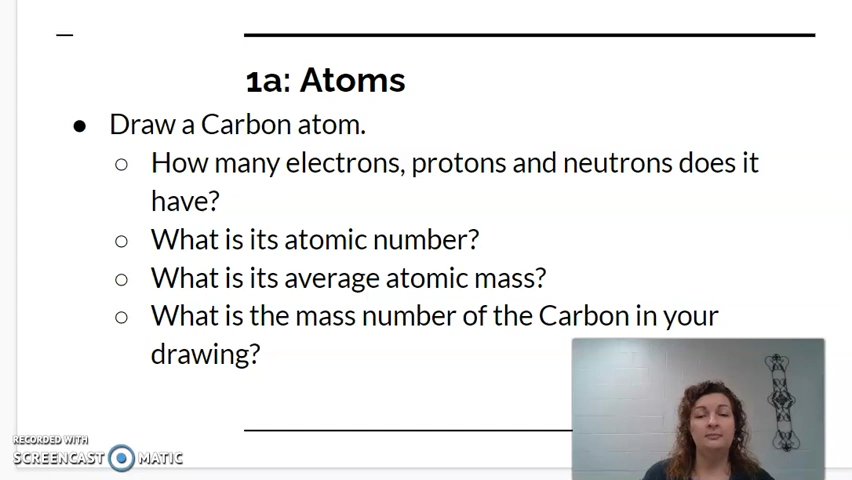 1a: Atoms
● Draw a Carbon atom.
○ How many electrons, protons and neutrons does it
have?
○ What is its atomic number?
○ What is its average atomic mass?
○ What is the mass number of the Carbon in your
drawing?
RECORDED WITH
SCREENCAST MATIC